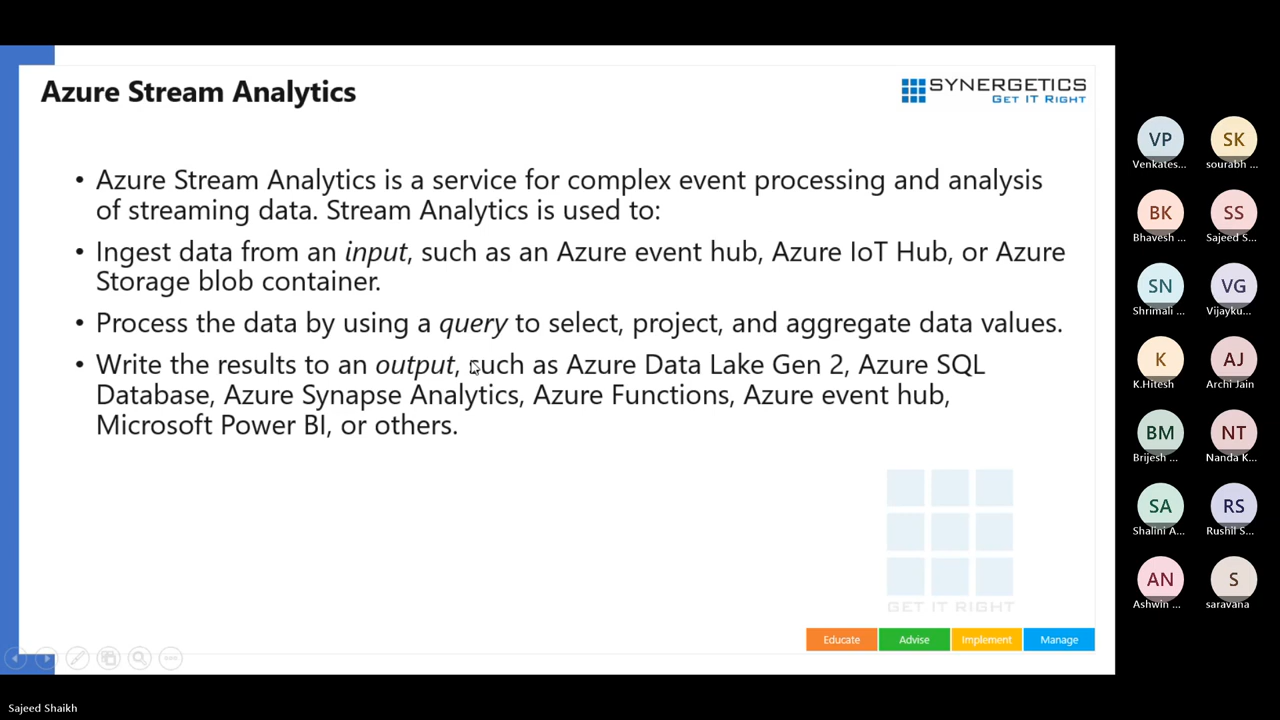 Azure Stream Analytics
SYNERGETICS
GET IT RIGHT
• Azure Stream Analytics is a service for complex event processing and analysis
of streaming data. Stream Analytics is used to:
• Ingest data from an input, such as an Azure event hub, Azure IoT Hub, or Azure
Storage blob container.
• Process the data by using a query to select, project, and aggregate data values.
• Write the results to an output, such as Azure Data Lake Gen 2, Azure SQL
Database, Azure Synapse Analytics, Azure Functions, Azure event hub,
Microsoft Power BI, or others.
GET IT RIGHT
Educate Advise Implement Manage
VP SK
Venkates... sourabh ...
BK SS
Bhavesh ... Sajeed S...
SN VG
Shrimali ... Vijayku...
K AJ
K.Hitesh Archi Jain
BM NT
Brijesh ... Nanda K...
SA RS
Shalini A... Rushil S...
AN S
Ashwin ... saravana
Sajeed Shaikh